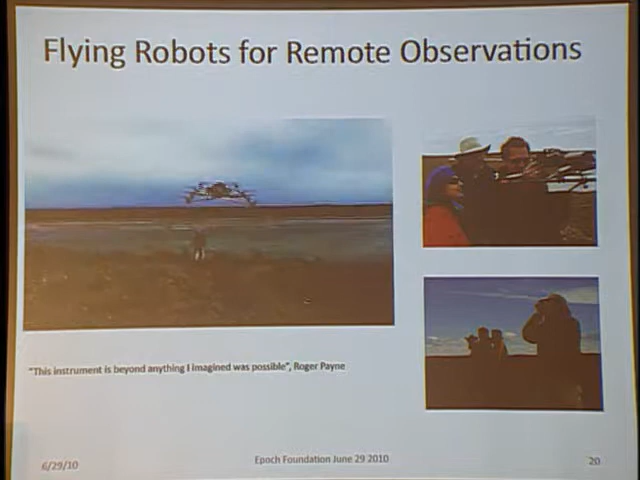 Flying Robots for Remote Observations
"This instrument is beyond anything I imagined was possible", Roger Payne
6/29/10
Epoch Foundation June 29 2010
20